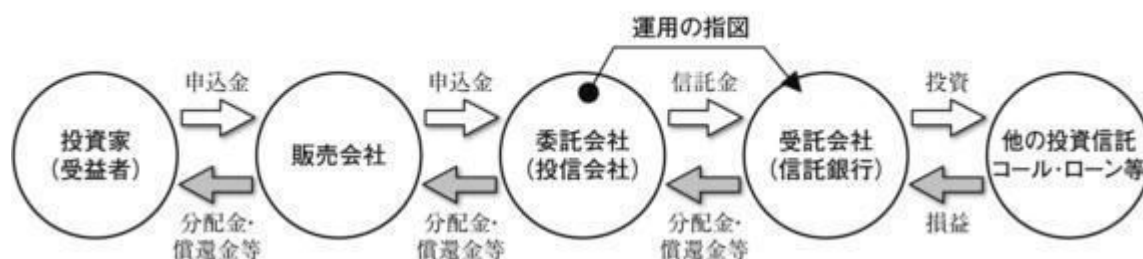 運用の指図
申込金
申込金
信託金
投資
投資家
(受益者)
販売会社
委託会社
(投信会社)
受託会社
(信託銀行)
他の投資信託
コール・ローン等
分配金・
償還金等
分配金・
償還金等
分配金・
償還金等
損益